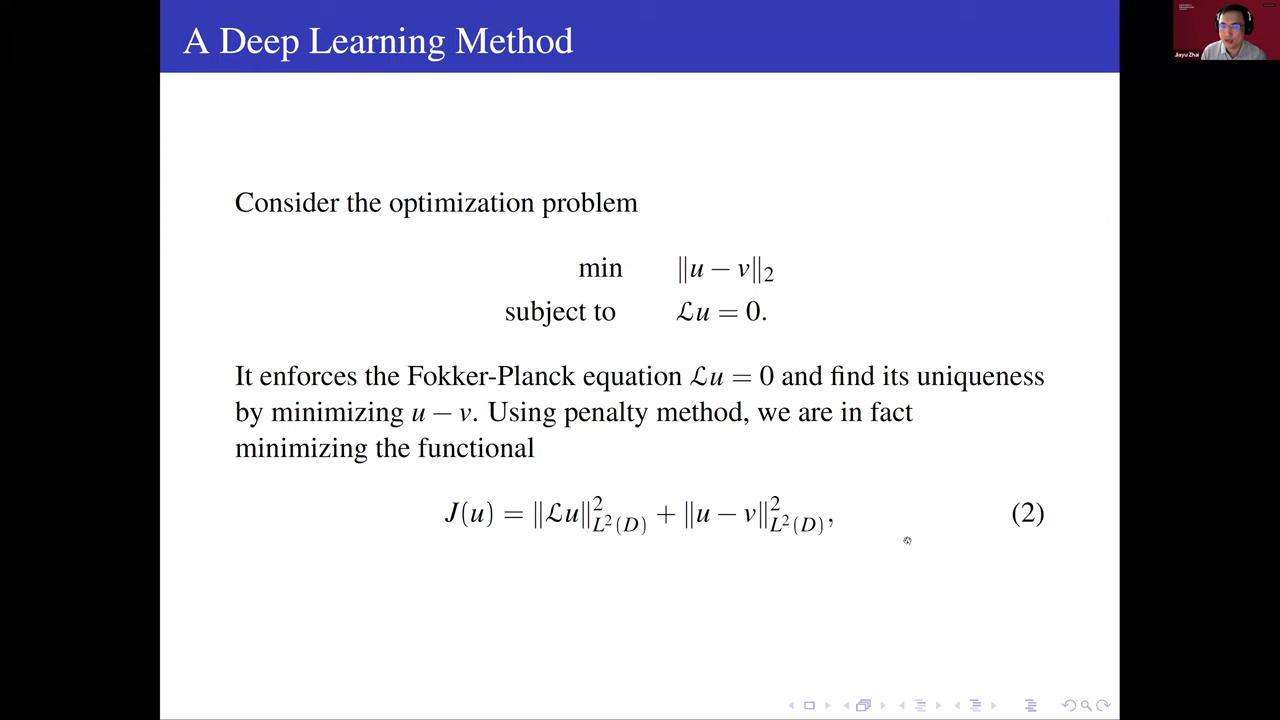 A Deep Learning Method
Jiayu Zhai
Consider the optimization problem
min ‖u − v‖₂
subject to ℒu = 0.
It enforces the Fokker-Planck equation ℒu = 0 and find its uniqueness
by minimizing u − v. Using penalty method, we are in fact
minimizing the functional
J(u) = ‖ℒu‖²_{L²(D)} + ‖u − v‖²_{L²(D)}, (2)